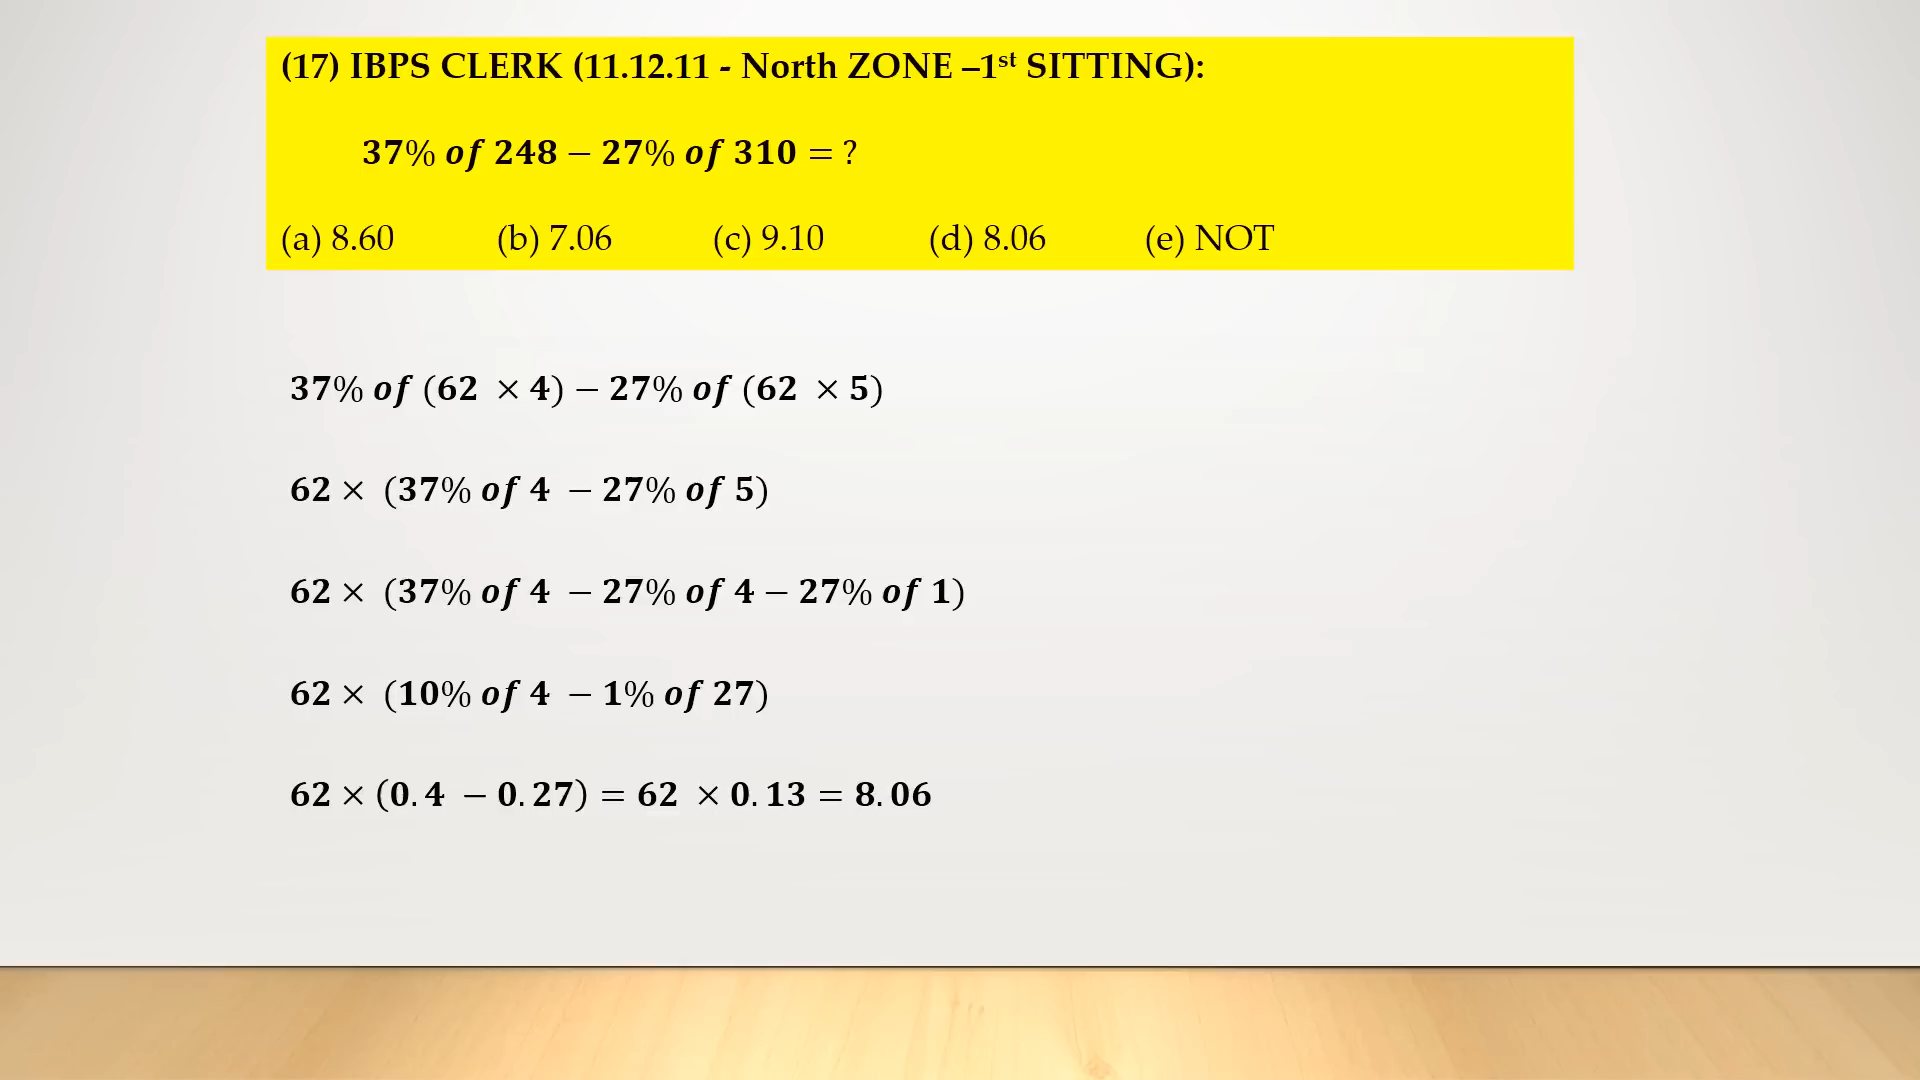 (17) IBPS CLERK (11.12.11 - North ZONE –1st SITTING):
37% of 248 − 27% of 310 = ?
(a) 8.60 (b) 7.06 (c) 9.10 (d) 8.06 (e) NOT
37% of (62 × 4) − 27% of (62 × 5)
62 × (37% of 4 − 27% of 5)
62 × (37% of 4 − 27% of 4 − 27% of 1)
62 × (10% of 4 − 1% of 27)
62 × (0.4 − 0.27) = 62 × 0.13 = 8.06